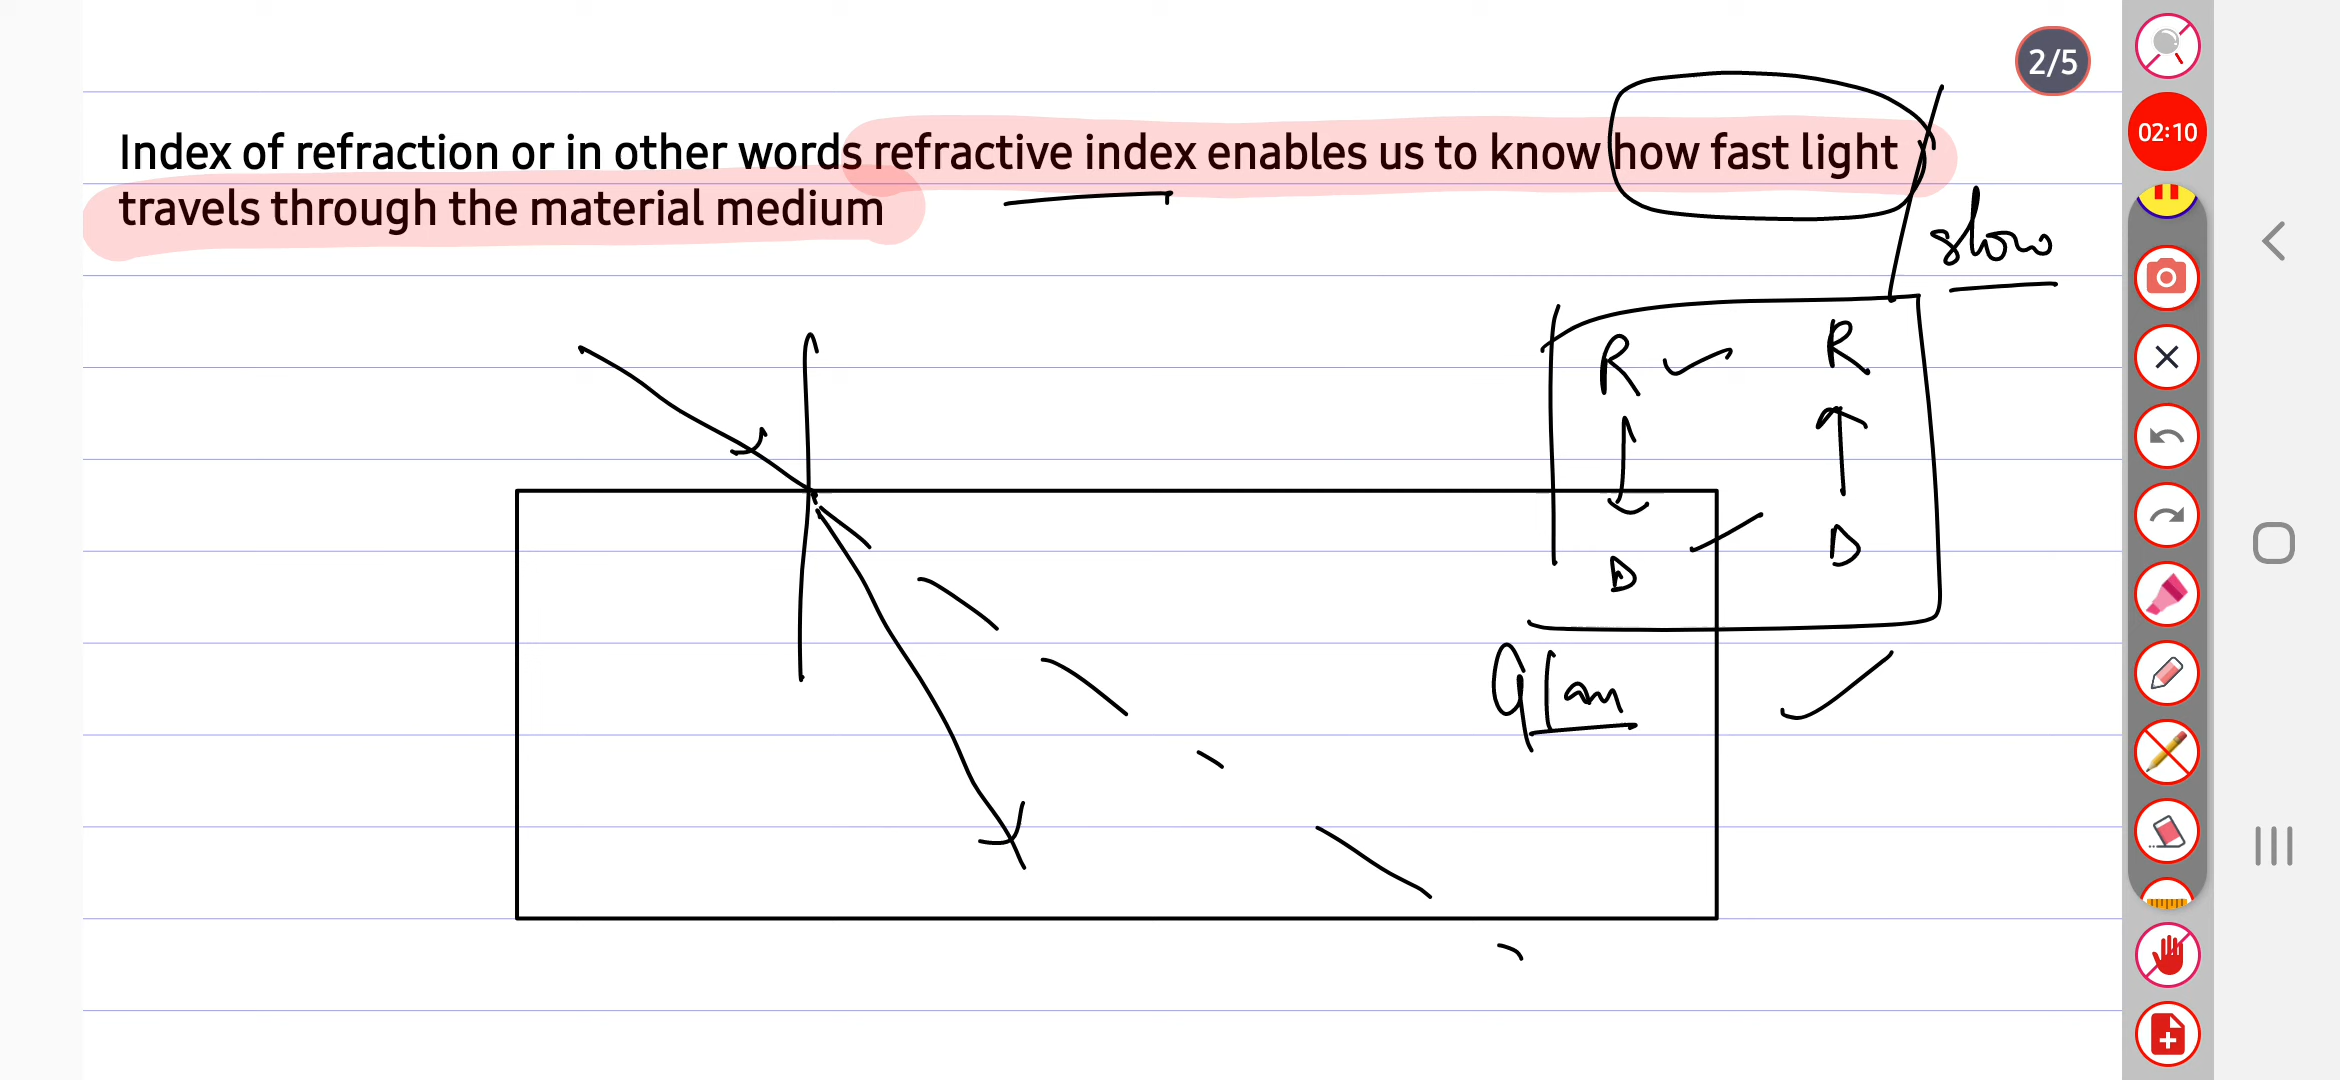 2/5
Index of refraction or in other words refractive index enables us to know how fast light
travels through the material medium
slow
R R
D D
glass
02:10